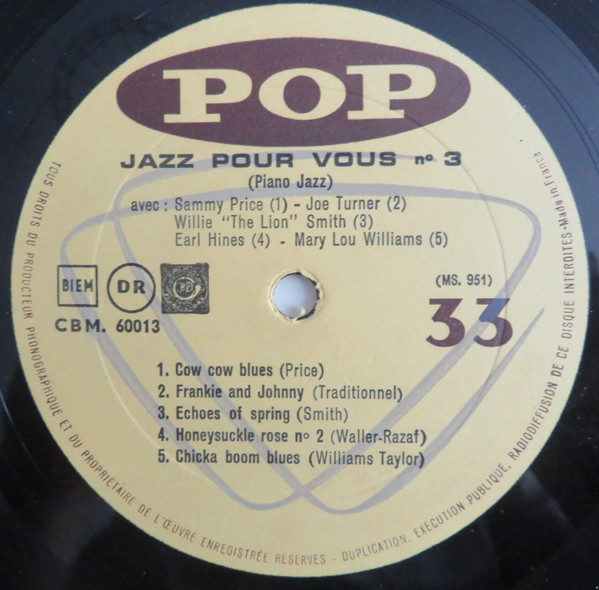 POP
JAZZ POUR VOUS nº 3
(Piano Jazz)
avec : Sammy Price (1) - Joe Turner (2)
Willie "The Lion" Smith (3)
Earl Hines (4) - Mary Lou Williams (5)
BIEM
DR
(MS. 951)
CBM. 60013
33
1. Cow cow blues (Price)
2. Frankie and Johnny (Traditionnel)
3. Echoes of spring (Smith)
4. Honeysuckle rose nº 2 (Waller-Razaf)
5. Chicka boom blues (Williams Taylor)
TOUS DROITS DU PRODUCTEUR PHONOGRAPHIQUE ET DU PROPRIÉTAIRE DE L'ŒUVRE ENREGISTRÉE RÉSERVÉS - DUPLICATION, EXÉCUTION PUBLIQUE, RADIODIFFUSION DE CE DISQUE INTERDITES - Made in France